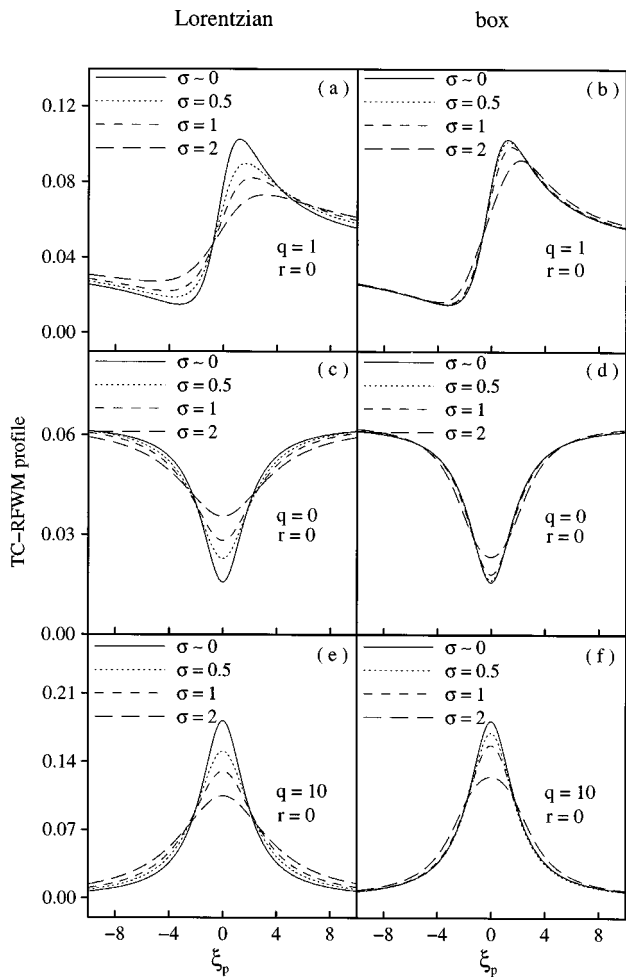 Lorentzian
box
TC−RFWM profile
0.12
0.08
0.04
0.00
σ ~ 0
σ = 0.5
σ = 1
σ = 2
( a )
q = 1
r = 0
σ ~ 0
σ = 0.5
σ = 1
σ = 2
( b )
q = 1
r = 0
0.06
0.03
0.00
σ ~ 0
σ = 0.5
σ = 1
σ = 2
( c )
q = 0
r = 0
σ ~ 0
σ = 0.5
σ = 1
σ = 2
( d )
q = 0
r = 0
0.21
0.14
0.07
0.00
σ ~ 0
σ = 0.5
σ = 1
σ = 2
( e )
q = 10
r = 0
σ ~ 0
σ = 0.5
σ = 1
σ = 2
( f )
q = 10
r = 0
−8 −4 0 4 8
−8 −4 0 4 8
ξp
ξp